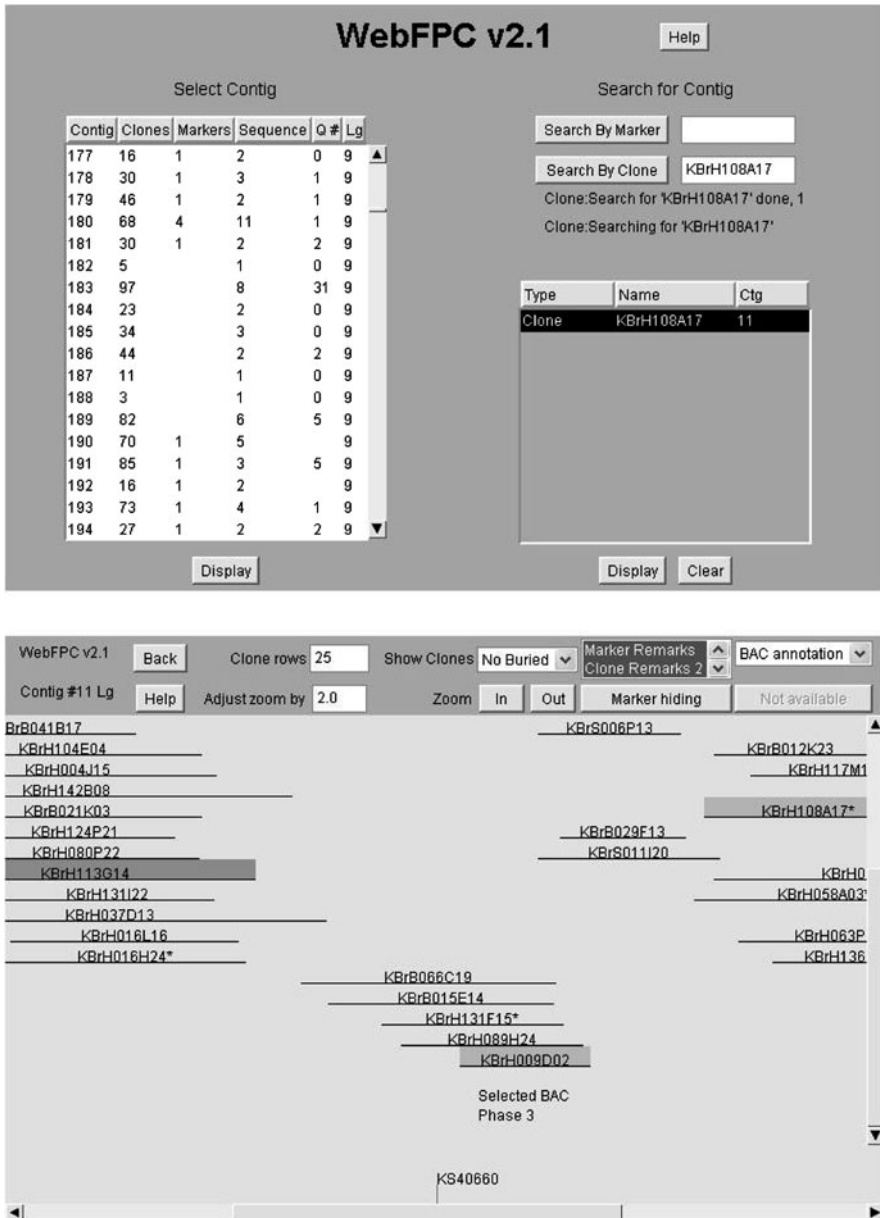 WebFPC v2.1
Help
Select Contig
Search for Contig
Contig Clones Markers Sequence Q # Lg
177 16 1 2 0 9
178 30 1 3 1 9
179 46 1 2 1 9
180 68 4 11 1 9
181 30 1 2 2 9
182 5 1 0 9
183 97 8 31 9
184 23 2 0 9
185 34 3 0 9
186 44 2 2 9
187 11 1 0 9
188 3 1 0 9
189 82 6 5 9
190 70 1 5 9
191 85 1 3 5 9
192 16 1 2 9
193 73 1 4 1 9
194 27 1 2 2 9
Display
Search By Marker
Search By Clone KBrH108A17
Clone:Search for 'KBrH108A17' done, 1
Clone:Searching for 'KBrH108A17'
Type Name Ctg
Clone KBrH108A17 11
Display Clear
WebFPC v2.1 Back Clone rows 25 Show Clones No Buried Marker Remarks BAC annotation
Clone Remarks 2
Contig #11 Lg Help Adjust zoom by 2.0 Zoom In Out Marker hiding Not available
BrB041B17 KBrS006P13
KBrH104E04 KBrB012K23
KBrH004J15 KBrH117M1
KBrH142B08
KBrB021K03 KBrH108A17*
KBrH124P21 KBrB029F13
KBrH080P22 KBrS011I20
KBrH113G14 KBrH0
KBrH131I22 KBrH058A03*
KBrH037D13
KBrH016L16 KBrH063P
KBrH016H24* KBrH136
KBrB066C19
KBrB015E14
KBrH131F15*
KBrH089H24
KBrH009D02
Selected BAC
Phase 3
KS40660